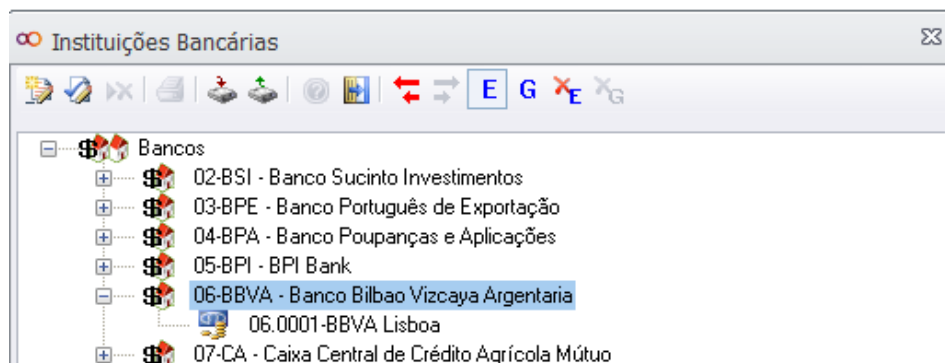 Instituições Bancárias
E G E G
Bancos
02-BSI - Banco Sucinto Investimentos
03-BPE - Banco Português de Exportação
04-BPA - Banco Poupanças e Aplicações
05-BPI - BPI Bank
06-BBVA - Banco Bilbao Vizcaya Argentaria
06.0001-BBVA Lisboa
07-CA - Caixa Central de Crédito Agrícola Mútuo